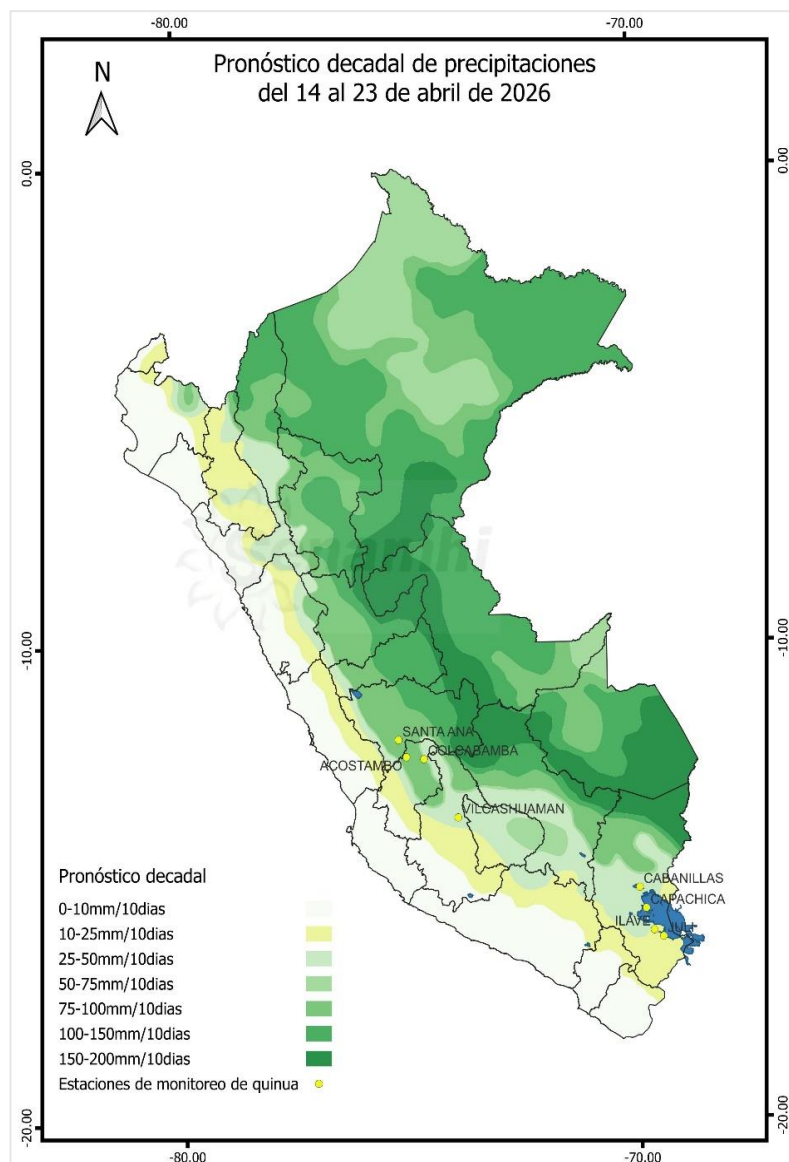 -80.00
-70.00
N
Pronóstico decadal de precipitaciones
del 14 al 23 de abril de 2026
0.00
0.00
Senamhi
-10.00
-10.00
SANTA ANA
COLCABAMBA
ACOSTAMBO
VILCASHUAMAN
CABANILLAS
CAPACHICA
ILAVE
JULI
Pronóstico decadal
0-10mm/10dias
10-25mm/10dias
25-50mm/10dias
50-75mm/10dias
75-100mm/10dias
100-150mm/10dias
150-200mm/10dias
Estaciones de monitoreo de quinua
-20.00
-20.00
-80.00
-70.00